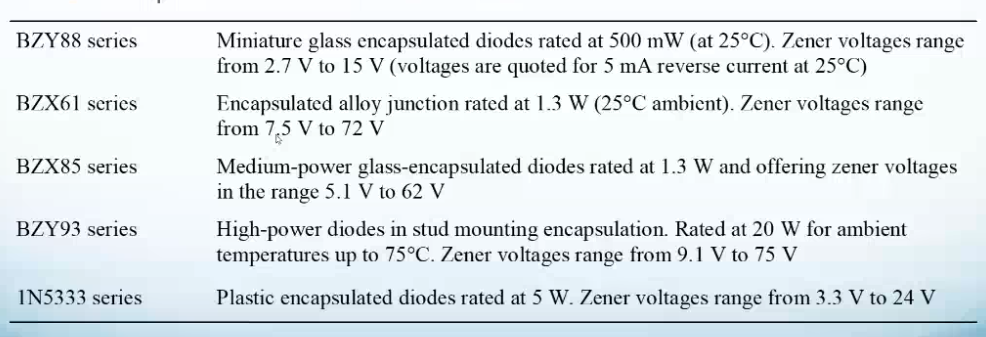 BZY88 series Miniature glass encapsulated diodes rated at 500 mW (at 25°C). Zener voltages range
from 2.7 V to 15 V (voltages are quoted for 5 mA reverse current at 25°C)
BZX61 series Encapsulated alloy junction rated at 1.3 W (25°C ambient). Zener voltages range
from 7.5 V to 72 V
BZX85 series Medium-power glass-encapsulated diodes rated at 1.3 W and offering zener voltages
in the range 5.1 V to 62 V
BZY93 series High-power diodes in stud mounting encapsulation. Rated at 20 W for ambient
temperatures up to 75°C. Zener voltages range from 9.1 V to 75 V
1N5333 series Plastic encapsulated diodes rated at 5 W. Zener voltages range from 3.3 V to 24 V